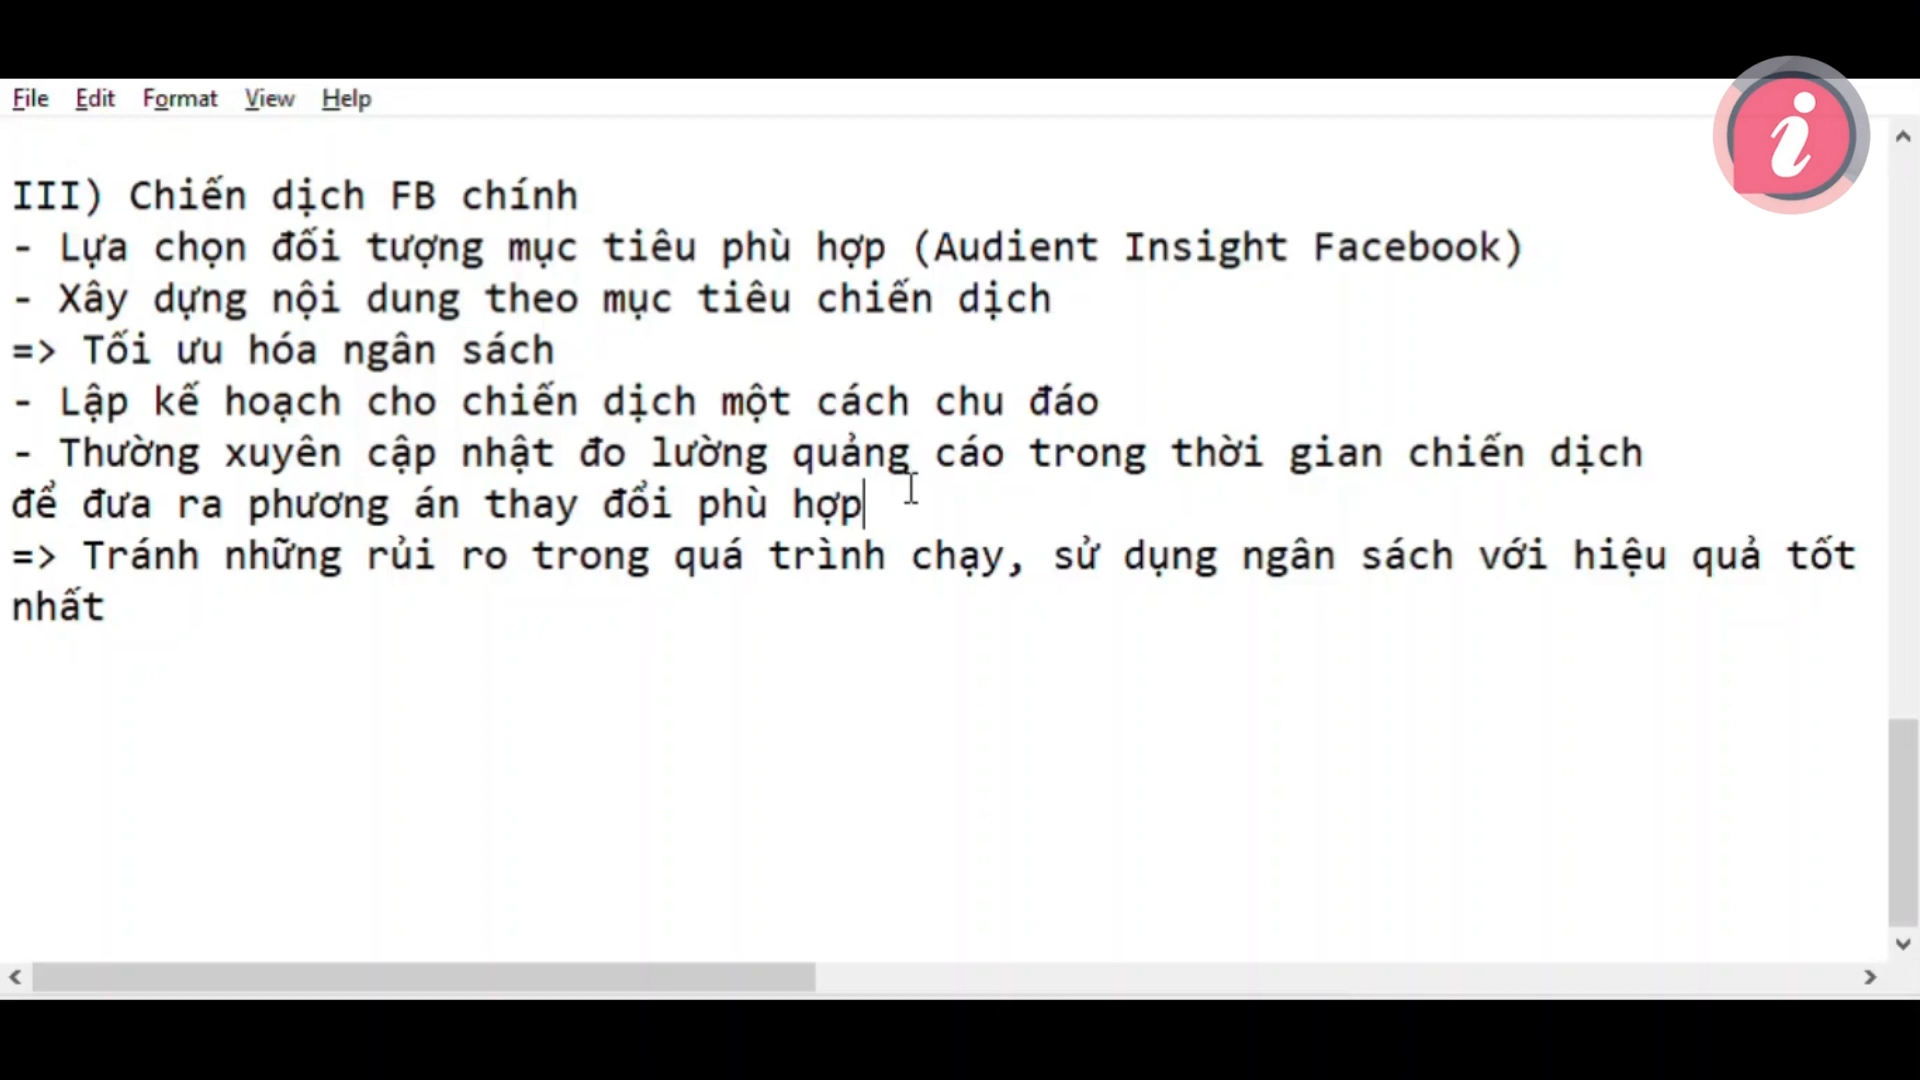 File Edit Format View Help
i
III) Chiến dịch FB chính
- Lựa chọn đối tượng mục tiêu phù hợp (Audient Insight Facebook)
- Xây dựng nội dung theo mục tiêu chiến dịch
=> Tối ưu hóa ngân sách
- Lập kế hoạch cho chiến dịch một cách chu đáo
- Thường xuyên cập nhật đo lường quảng cáo trong thời gian chiến dịch
để đưa ra phương án thay đổi phù hợp
=> Tránh những rủi ro trong quá trình chạy, sử dụng ngân sách với hiệu quả tốt
nhất